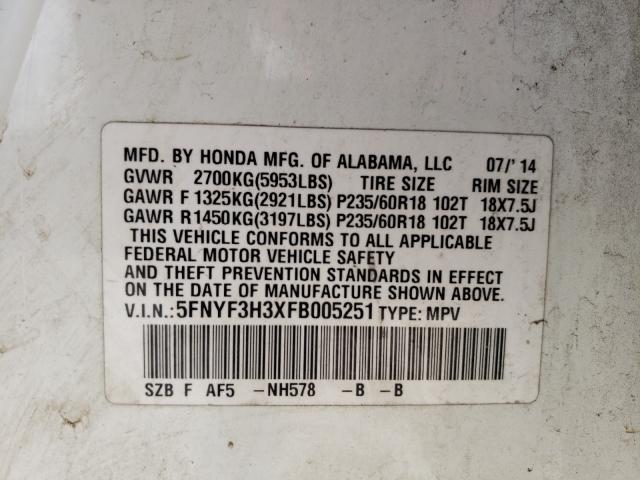 MFD. BY HONDA MFG. OF ALABAMA, LLC 07/' 14
GVWR 2700KG(5953LBS) TIRE SIZE RIM SIZE
GAWR F 1325KG(2921LBS) P235/60R18 102T 18X7.5J
GAWR R1450KG(3197LBS) P235/60R18 102T 18X7.5J
THIS VEHICLE CONFORMS TO ALL APPLICABLE
FEDERAL MOTOR VEHICLE SAFETY
AND THEFT PREVENTION STANDARDS IN EFFECT
ON THE DATE OF MANUFACTURE SHOWN ABOVE.
V.I.N.:5FNYF3H3XFB005251 TYPE: MPV
SZB F AF5 -NH578 -B -B